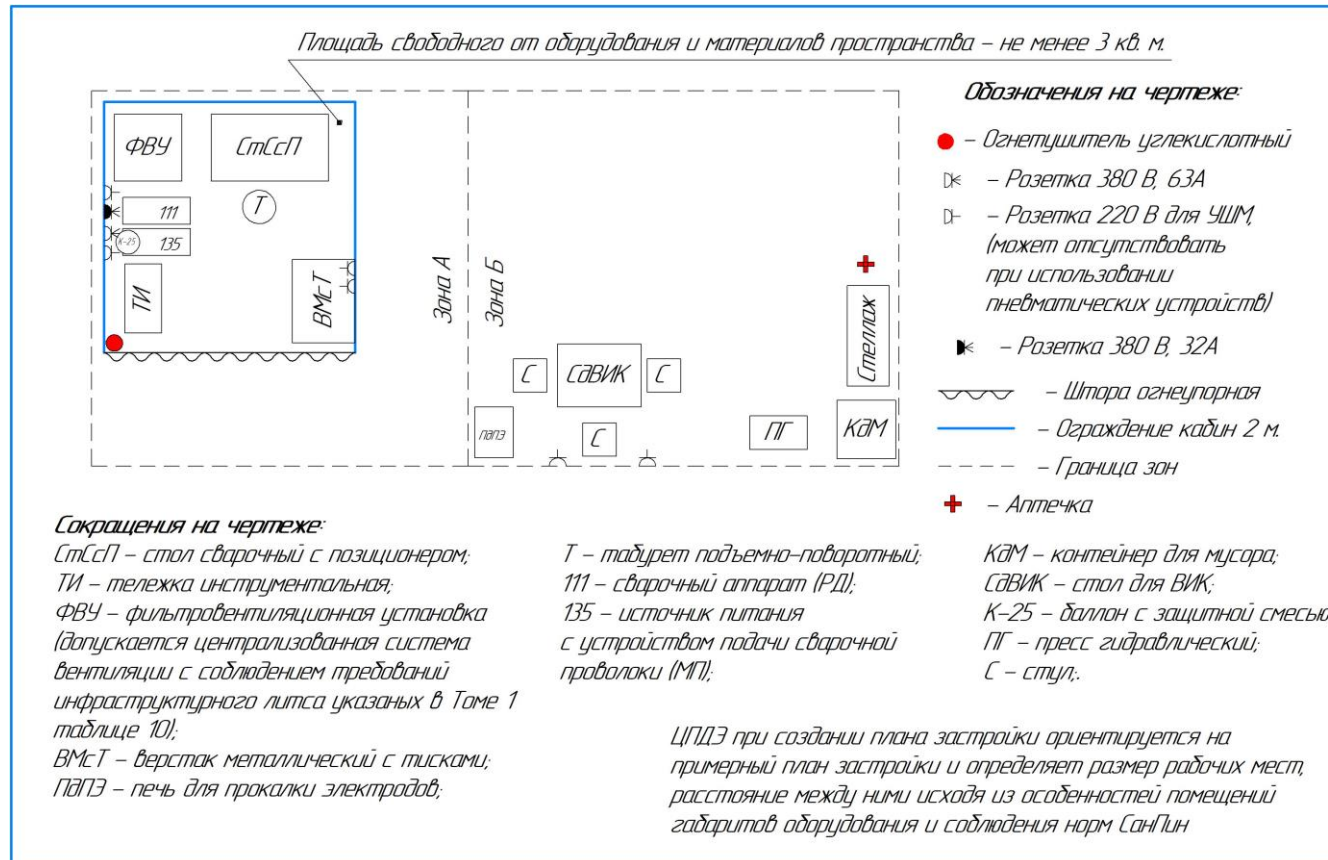 Площадь свободного от оборудования и материалов пространства – не менее 3 кв. м.
ФВУ
СтСсП
Т
111
К-25
135
ТИ
ВМсТ
Зона А
Зона Б
С
СдВИК
С
ПдПЭ
С
ПГ
КдМ
Стеллаж
Обозначения на чертеже:
– Огнетушитель углекислотный
– Розетка 380 В, 63А
– Розетка 220 В для УШМ,
(может отсутствовать
при использовании
пневматических устройств)
– Розетка 380 В, 32А
– Штора огнеупорная
– Ограждение кабин 2 м.
– Граница зон
– Аптечка
Сокращения на чертеже:
СтСсП – стол сварочный с позиционером;
ТИ – тележка инструментальная;
ФВУ – фильтровентиляционная установка
(допускается централизованная система
вентиляции с соблюдением требований
инфраструктурного литса указаных в Томе 1
таблице 10);
ВМсТ – верстак металлический с тисками;
ПдПЭ – печь для прокалки электродов;
Т – табурет подъемно-поворотный;
111 – сварочный аппарат (РД);
135 – источник питания
с устройством подачи сварочной
проволоки (МП);
КдМ – контейнер для мусора;
СдВИК – стол для ВИК;
К-25 – баллон с защитной смесью
ПГ – пресс гидравлический;
С – стул;.
ЦПДЭ при создании плана застройки ориентируется на
примерный план застройки и определяет размер рабочих мест,
расстояние между ними исходя из особенностей помещений
габаритов оборудования и соблюдения норм СанПин